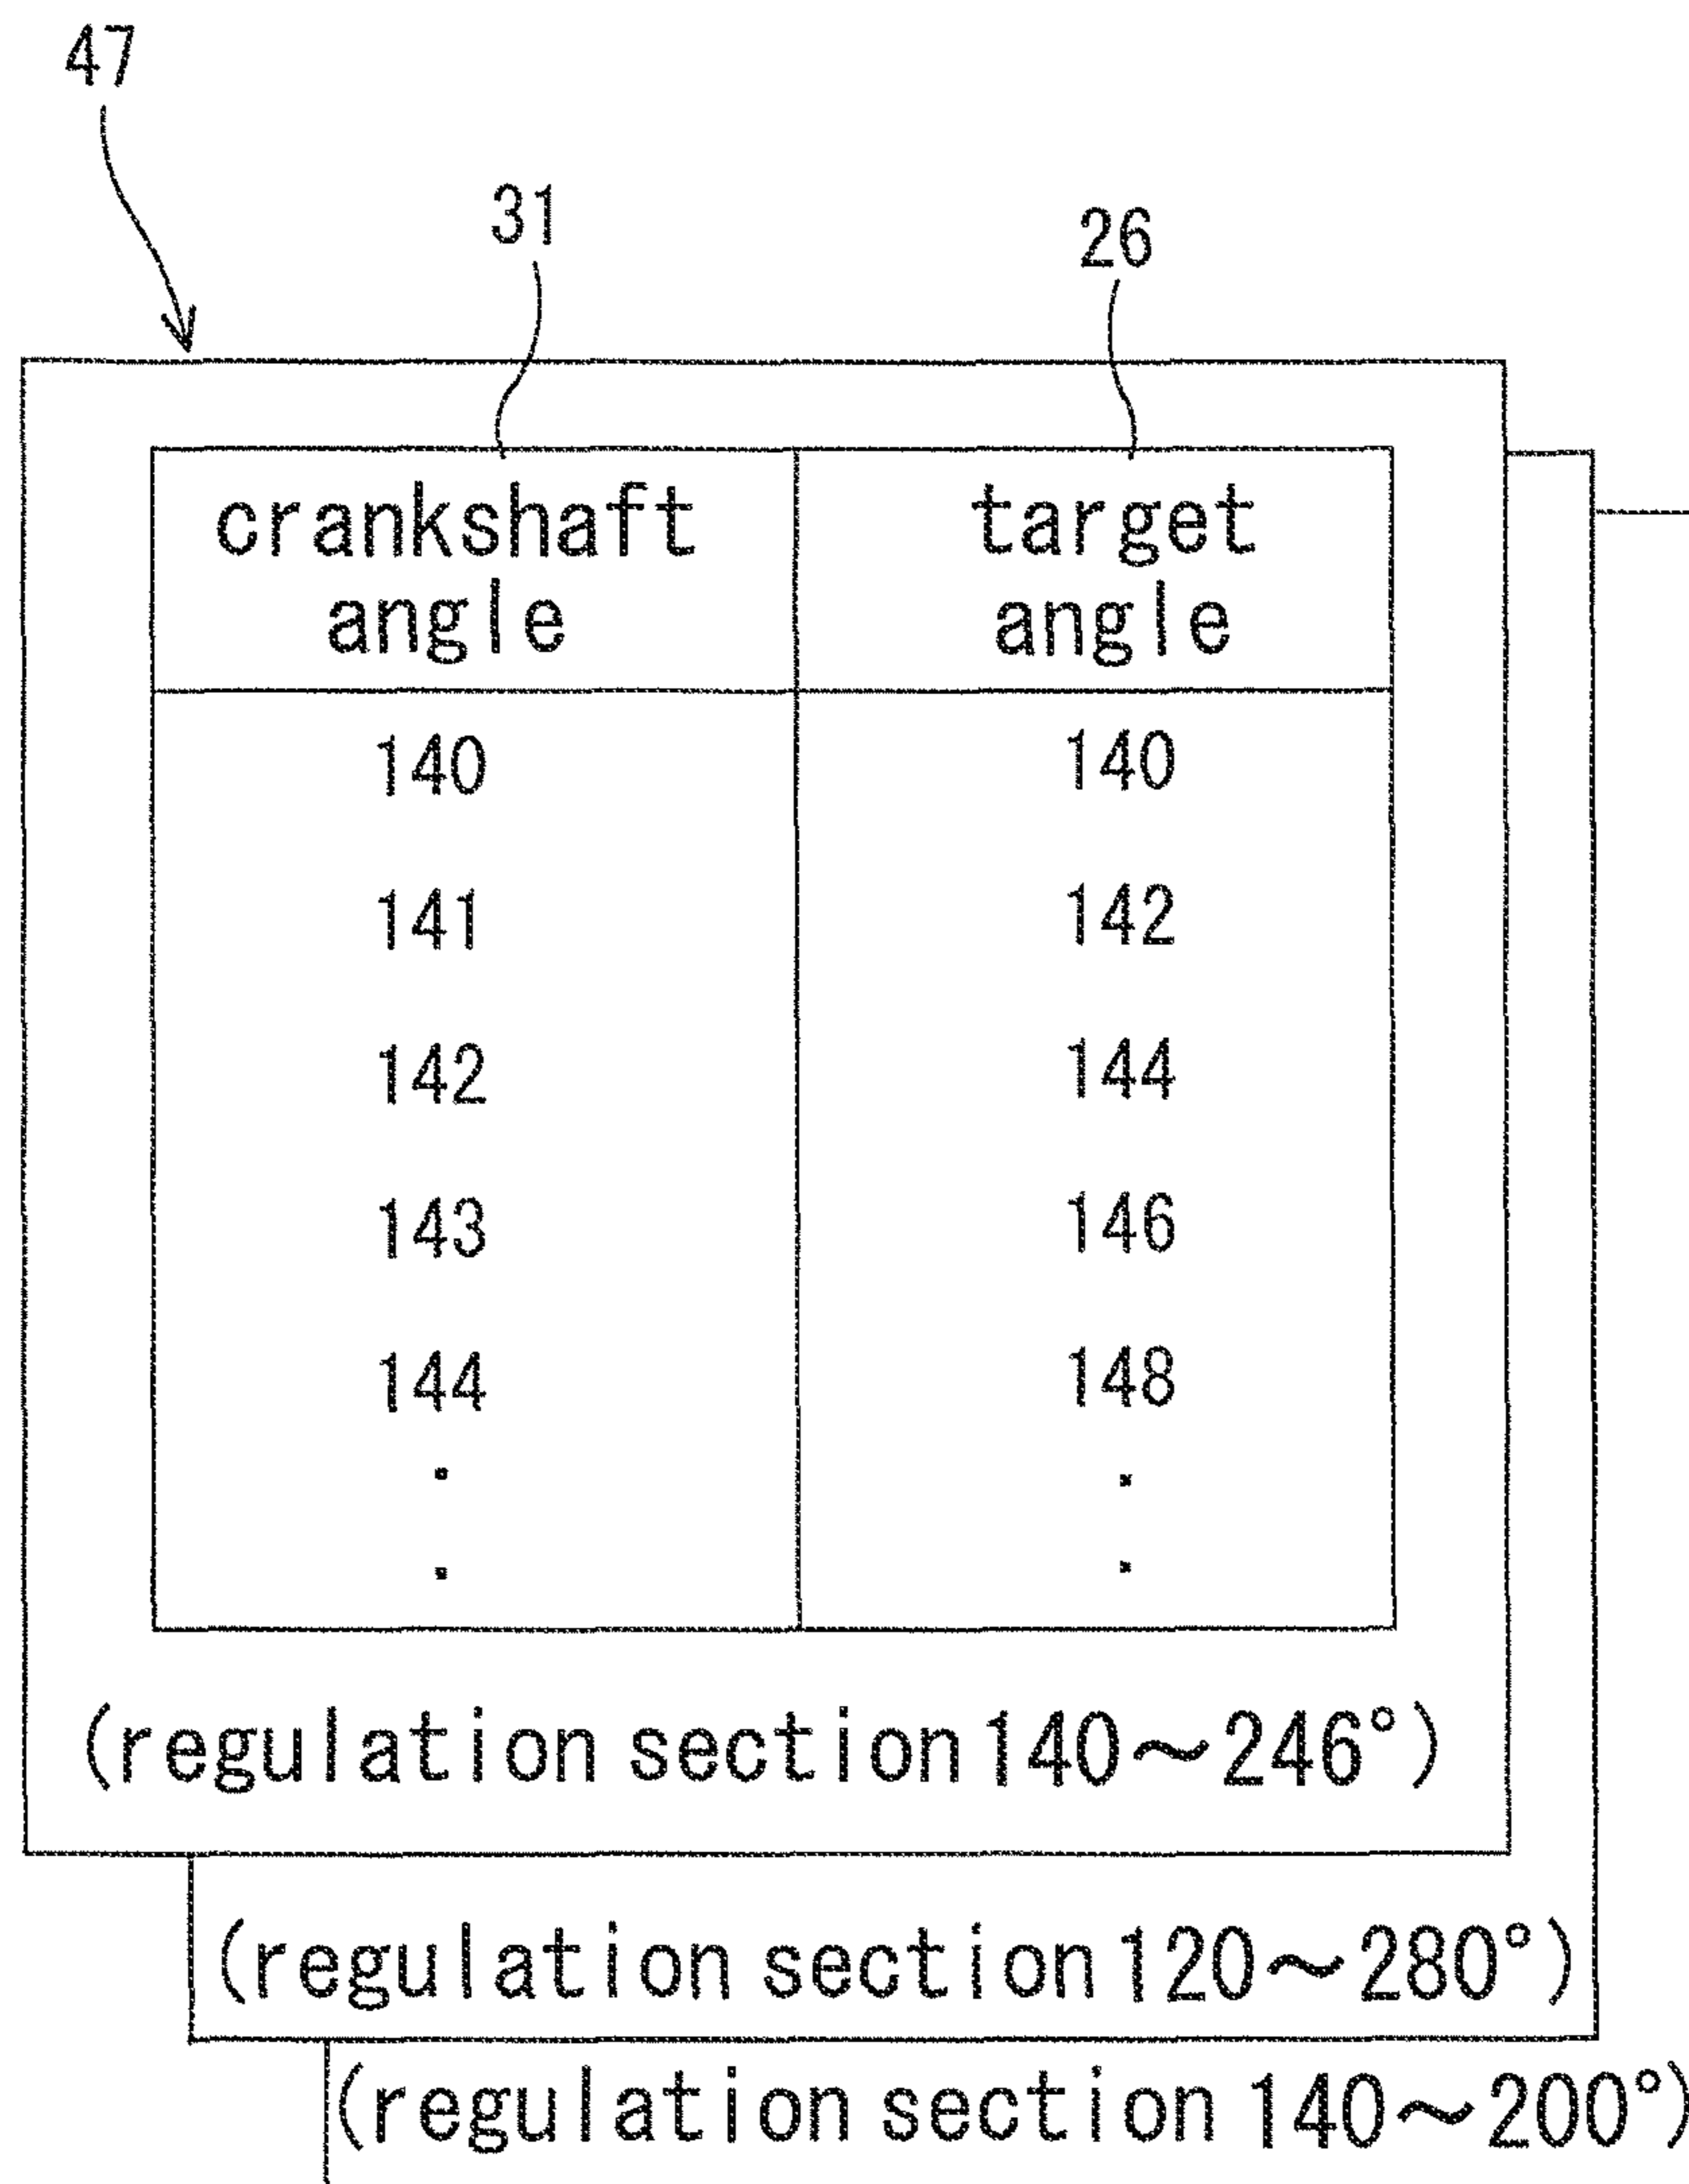 47
31
26
crankshaft angle
target angle
140 140
141 142
142 144
143 146
144 148
. .
. .
(regulation section 140～246°)
(regulation section 120～280°)
(regulation section 140～200°)